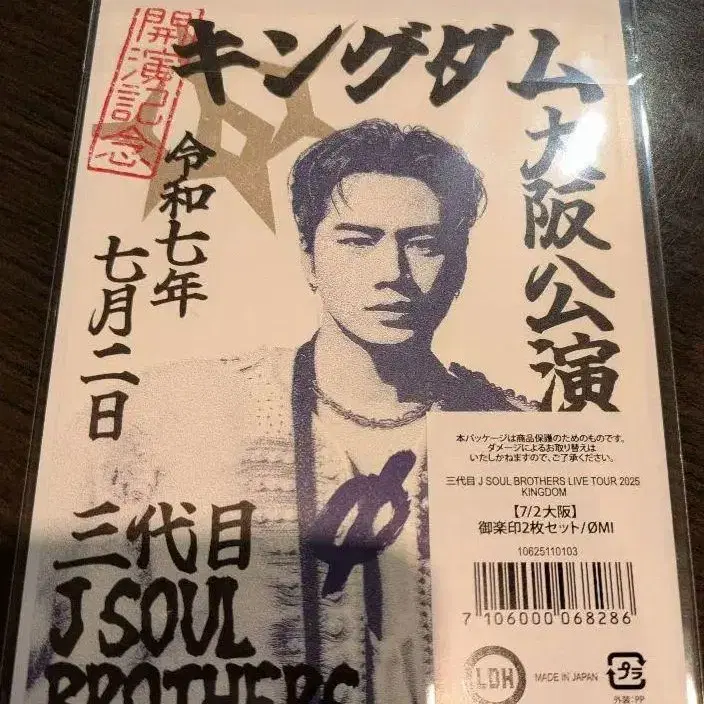 開演記念
キングダム
大阪公演
令和七年
七月二日
三代目
J SOUL
BROTHERS
本パッケージは商品保護のためのものです。
ダメージによるお取り替えは
いたしかねますので、ご了承ください。
三代目 J SOUL BROTHERS LIVE TOUR 2025
KINGDOM
【7/2大阪】
御楽印2枚セット/ØMI
10625110103
7 106000 068286
LDH
MADE IN JAPAN
プラ
外装:PP